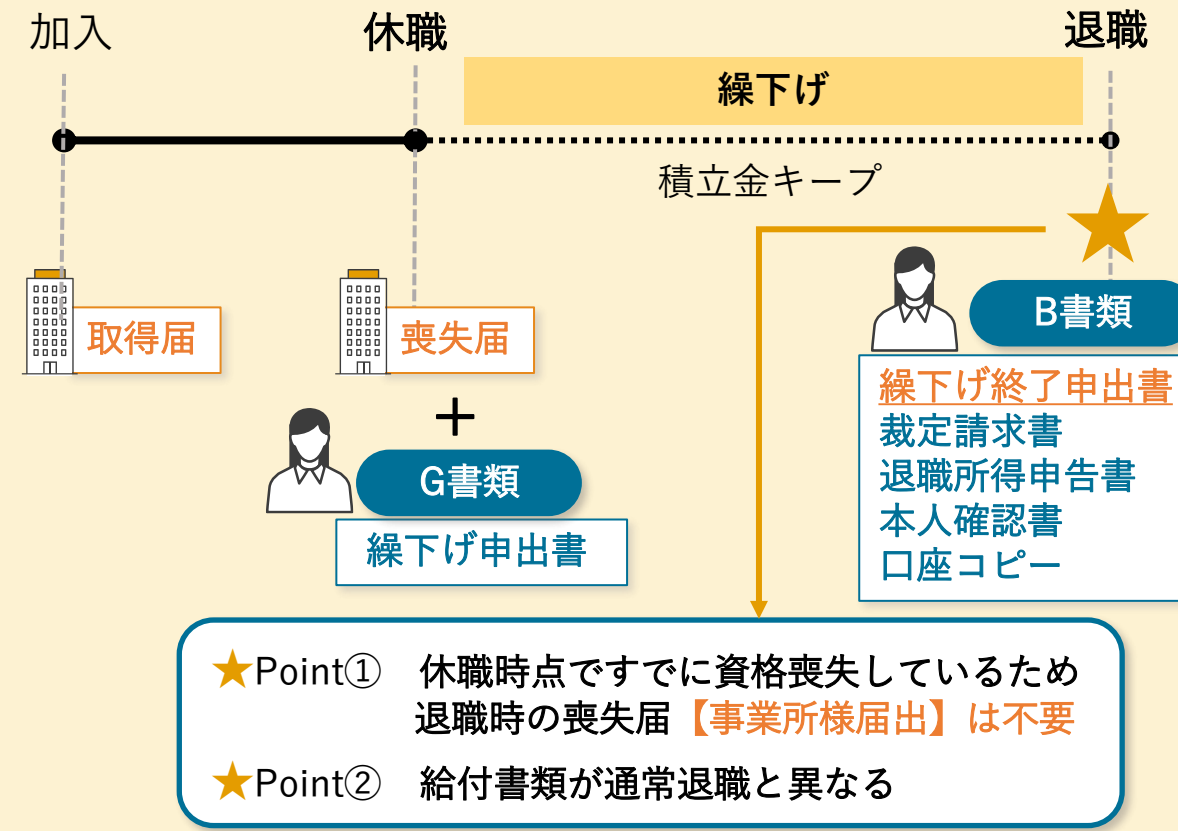 加入
休職
退職
繰下げ
積立金キープ
取得届
喪失届
＋
G書類
繰下げ申出書
B書類
繰下げ終了申出書
裁定請求書
退職所得申告書
本人確認書
口座コピー
★Point① 休職時点ですでに資格喪失しているため
退職時の喪失届【事業所様届出】は不要
★Point② 給付書類が通常退職と異なる